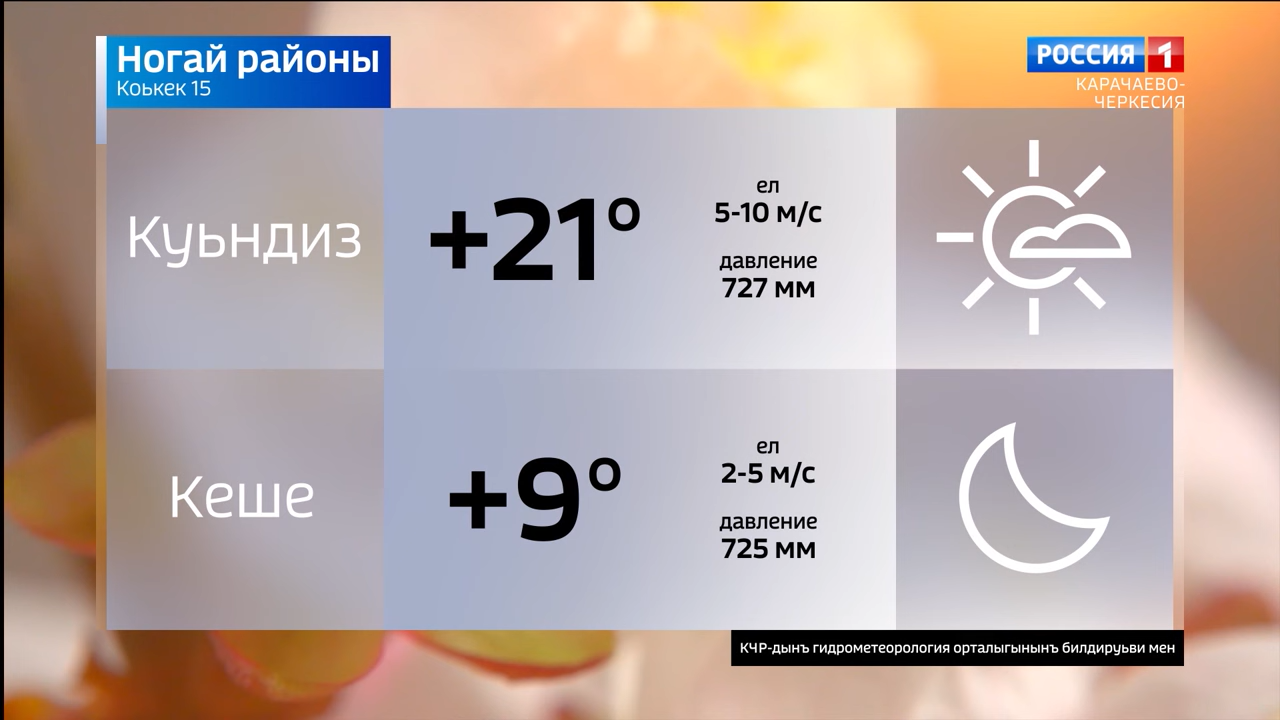 Ногай районы
Коькек 15
РОССИЯ 1
КАРАЧАЕВО-
ЧЕРКЕСИЯ
Куьндиз
+21°
ел
5-10 м/с
давление
727 мм
Кеше
+9°
ел
2-5 м/с
давление
725 мм
КЧР-дынъ гидрометеорология орталыгынынъ билдируьви мен